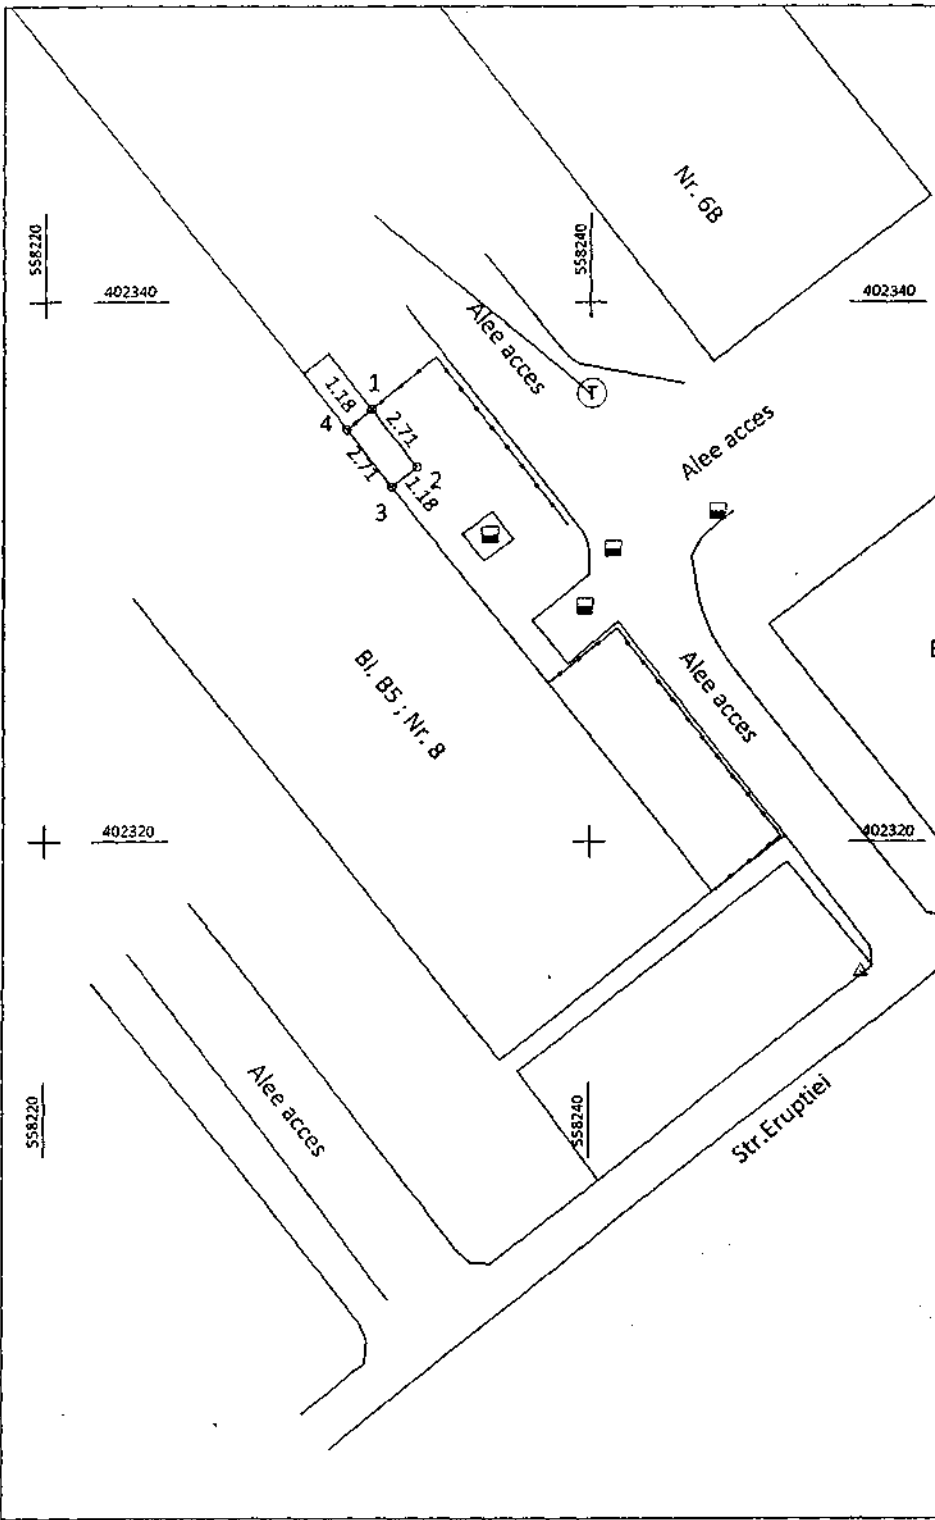 Nr. 6B
558220
558240
402340
402340
Alee acces
T
1
1.18
2.71
4
2.71
2
1.18
3
Alee acces
Bl. B5 ; Nr. 8
Alee acces
402320
402320
Alee acces
558220
558240
Str.Eruptiei